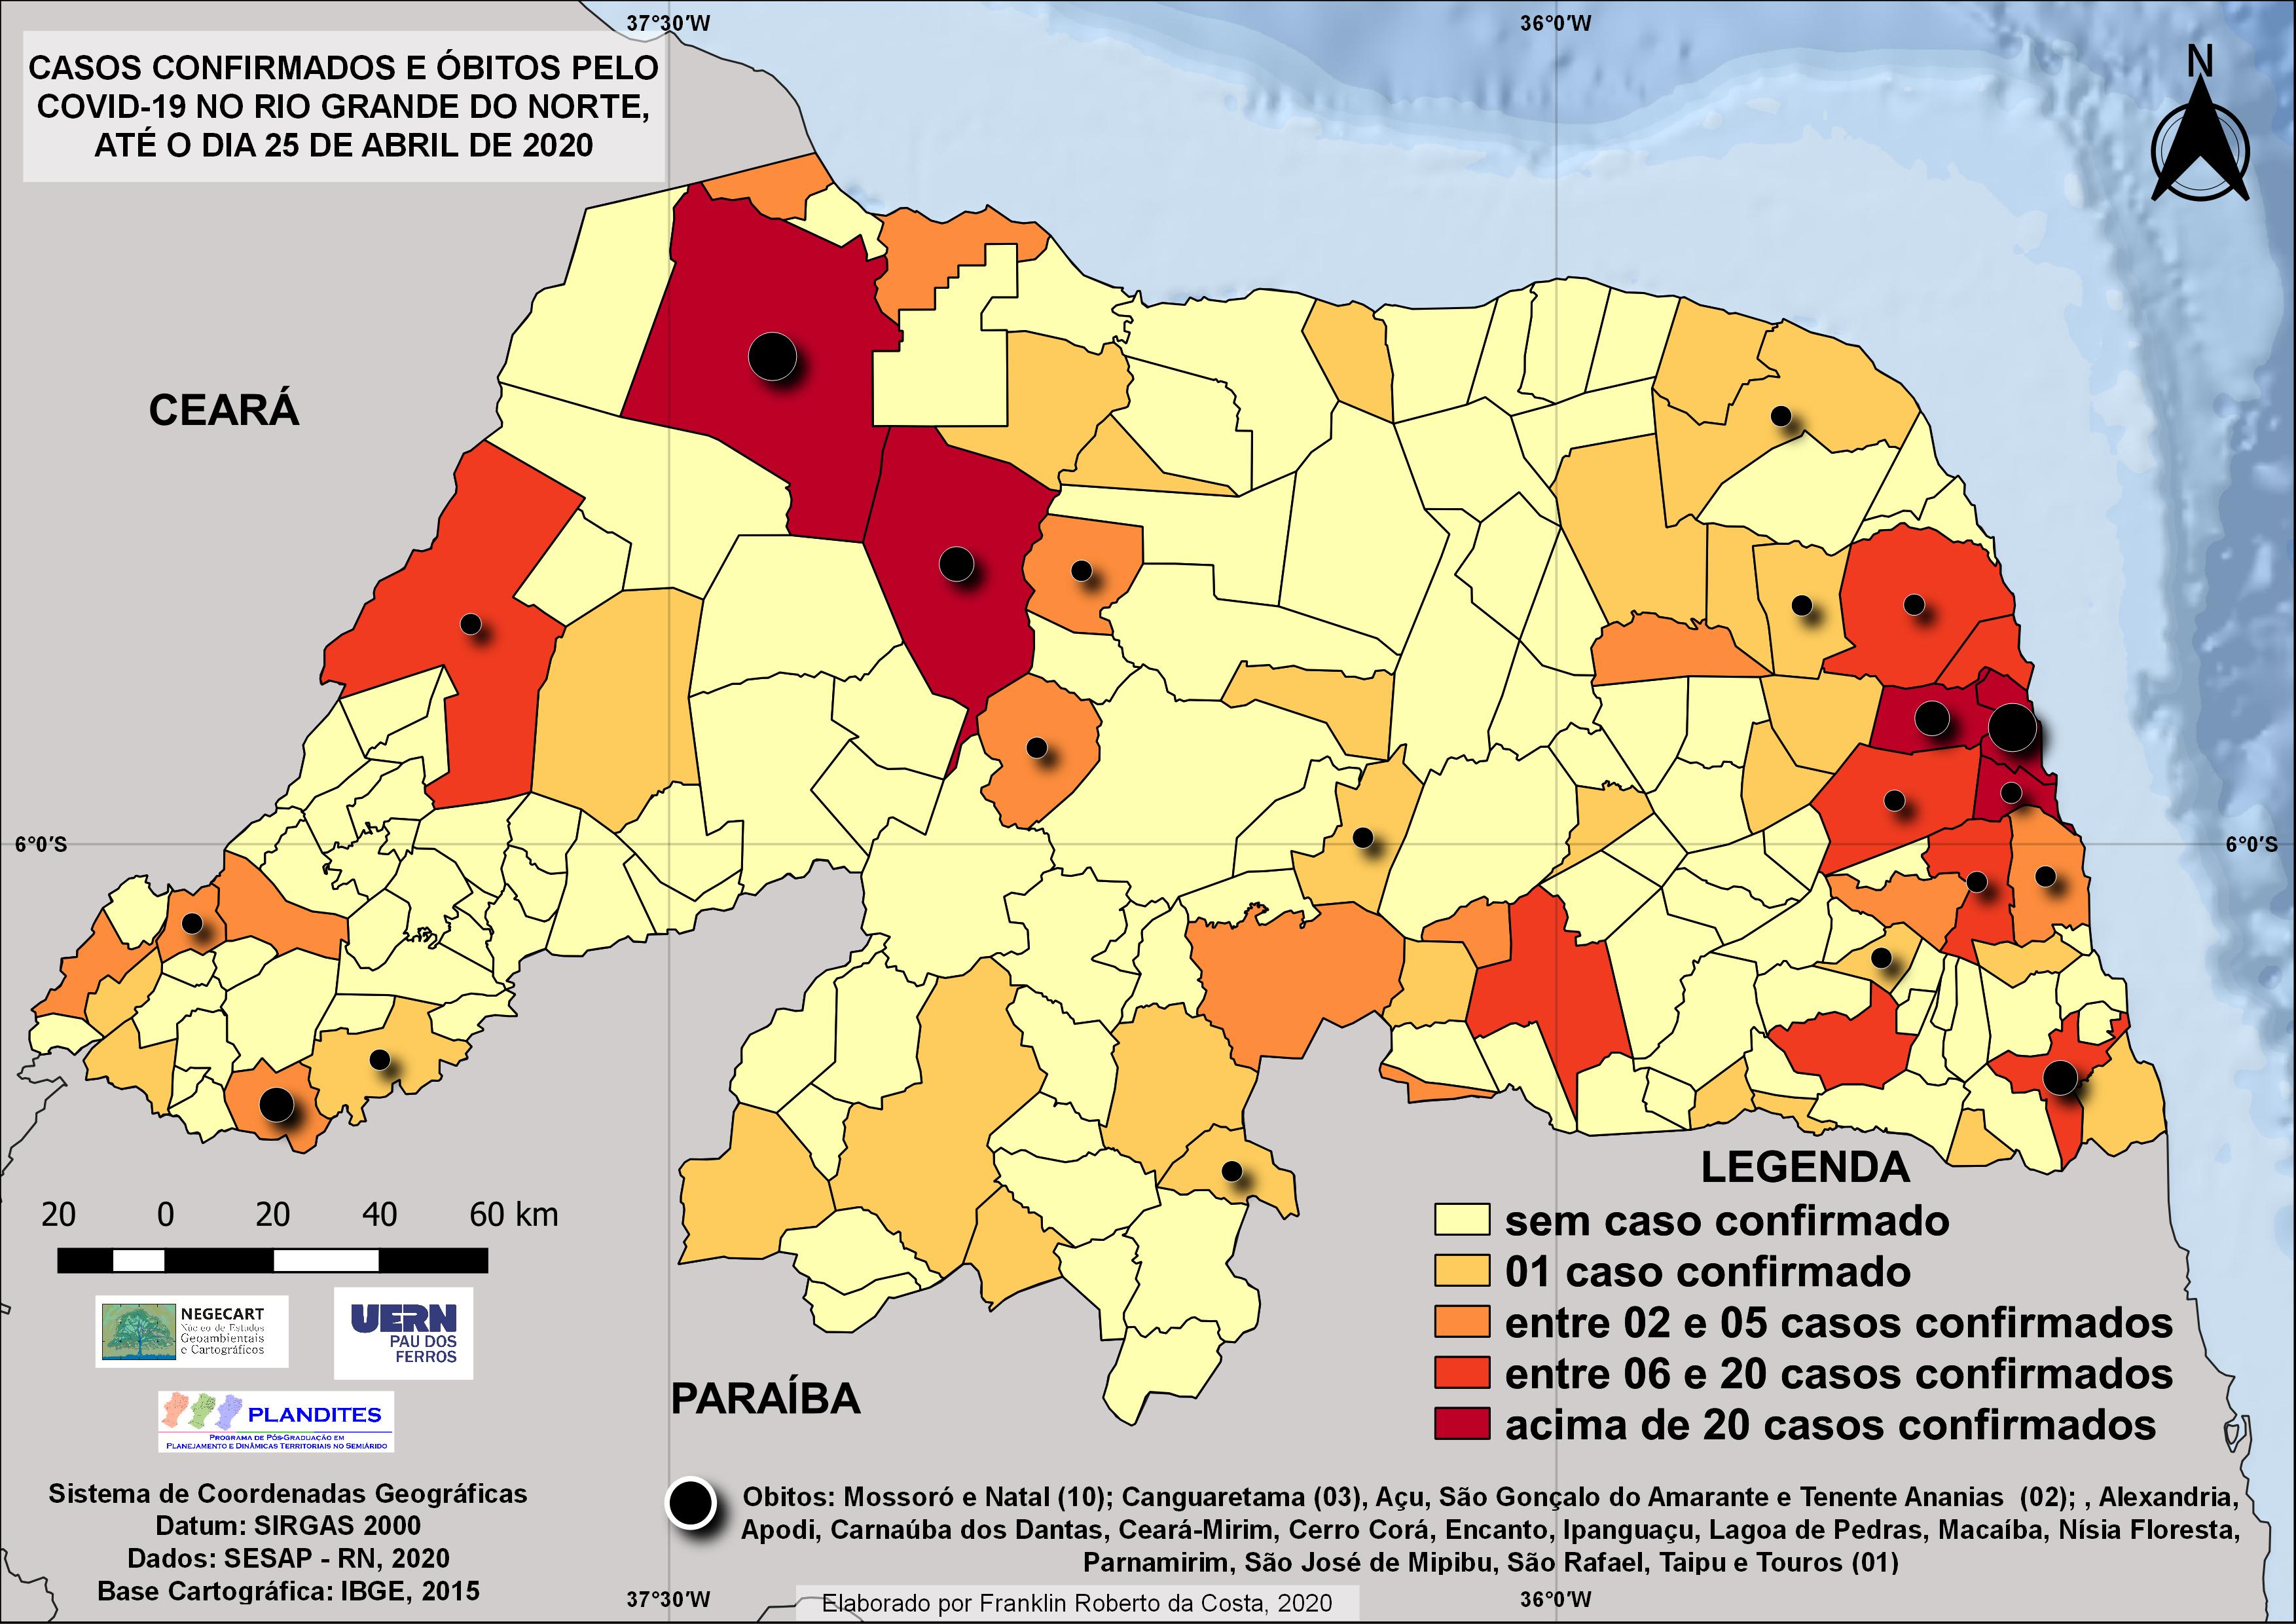 37°30'W
36°0'W
CASOS CONFIRMADOS E ÓBITOS PELO
COVID-19 NO RIO GRANDE DO NORTE,
ATÉ O DIA 25 DE ABRIL DE 2020
N
CEARÁ
6°0'S
6°0'S
LEGENDA
sem caso confirmado
01 caso confirmado
entre 02 e 05 casos confirmados
entre 06 e 20 casos confirmados
acima de 20 casos confirmados
20 0 20 40 60 km
NEGECART
Núcleo de Estudos
Geoambientais
e Cartográficos
UERN
PAU DOS
FERROS
PLANDITES
PROGRAMA DE PÓS-GRADUAÇÃO EM
PLANEJAMENTO E DINÂMICAS TERRITORIAIS NO SEMIÁRIDO
PARAÍBA
Sistema de Coordenadas Geográficas
Datum: SIRGAS 2000
Dados: SESAP - RN, 2020
Base Cartográfica: IBGE, 2015
Obitos: Mossoró e Natal (10); Canguaretama (03), Açu, São Gonçalo do Amarante e Tenente Ananias (02); , Alexandria,
Apodi, Carnaúba dos Dantas, Ceará-Mirim, Cerro Corá, Encanto, Ipanguaçu, Lagoa de Pedras, Macaíba, Nísia Floresta,
Parnamirim, São José de Mipibu, São Rafael, Taipu e Touros (01)
37°30'W
Elaborado por Franklin Roberto da Costa, 2020
36°0'W